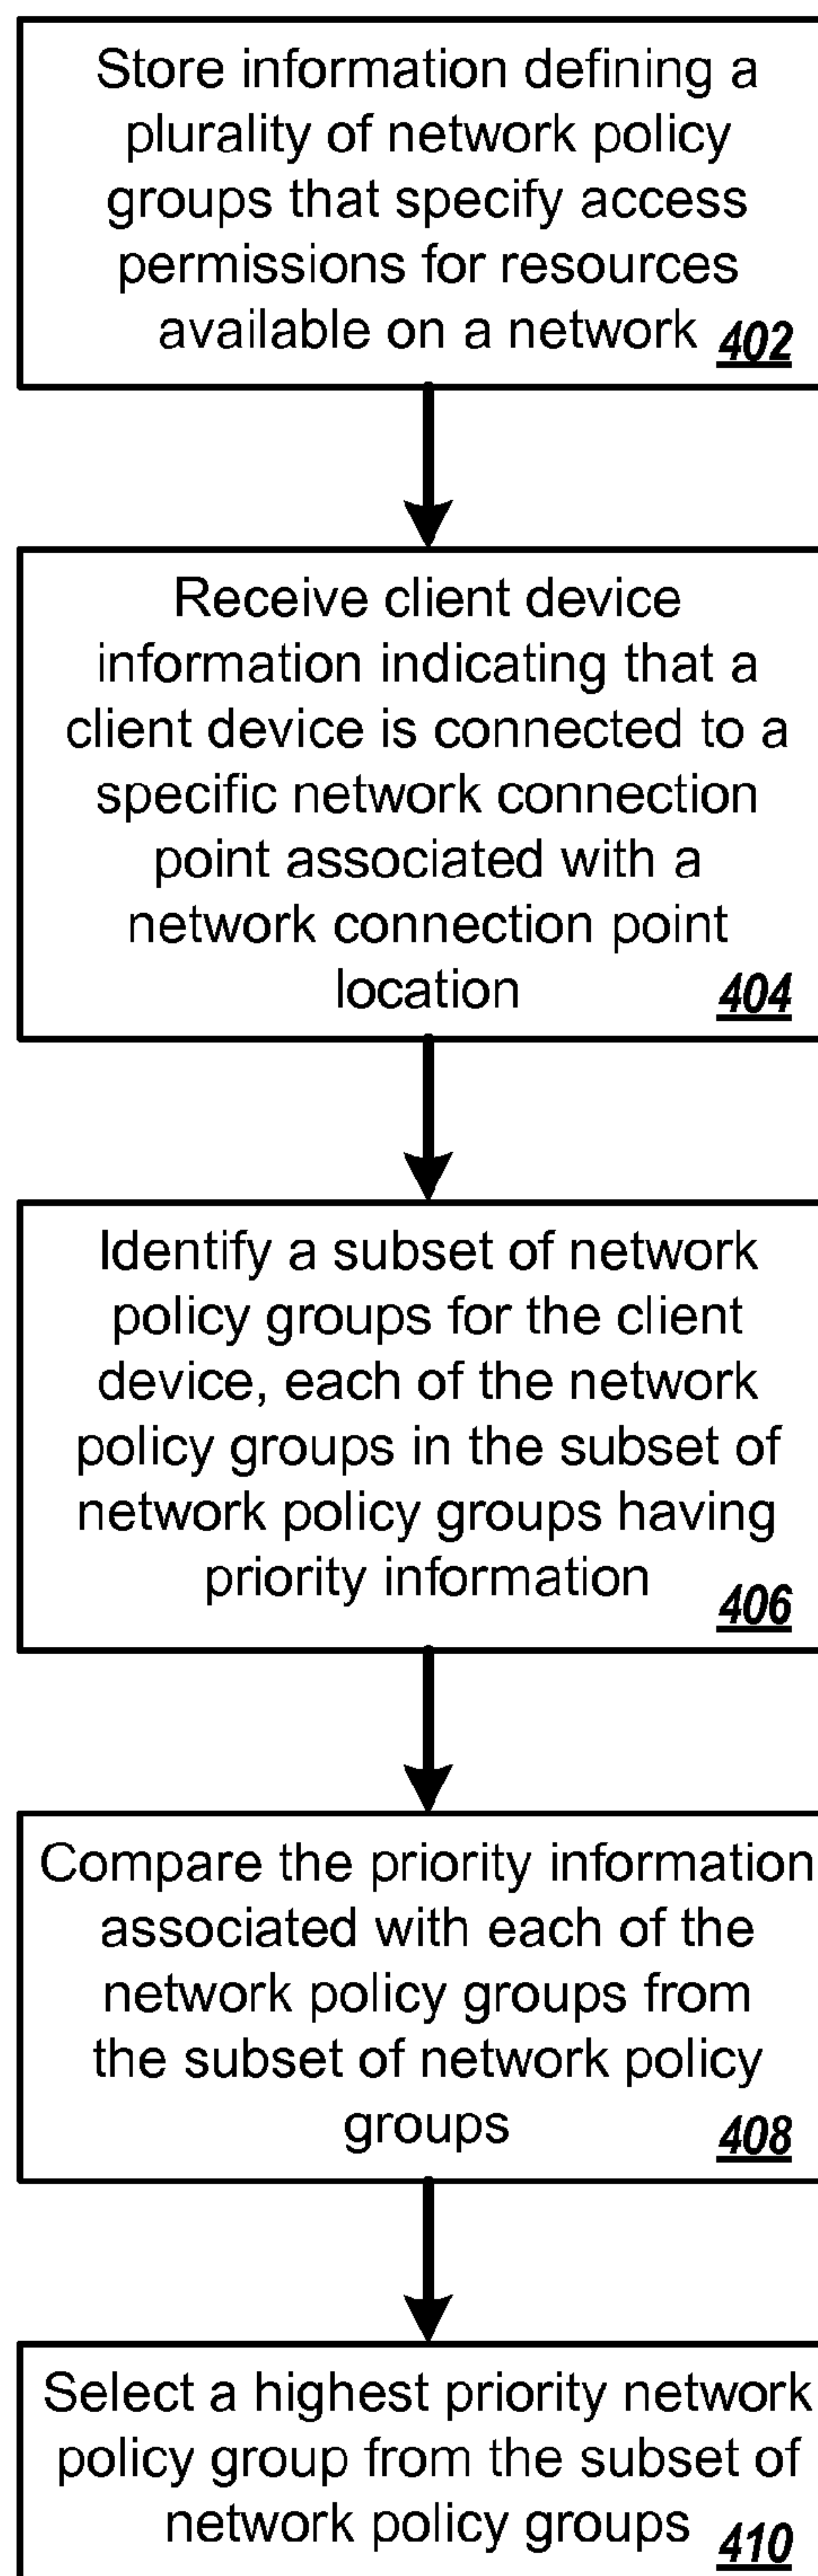 Store information defining a
plurality of network policy
groups that specify access
permissions for resources
available on a network 402
Receive client device
information indicating that a
client device is connected to a
specific network connection
point associated with a
network connection point
location 404
Identify a subset of network
policy groups for the client
device, each of the network
policy groups in the subset of
network policy groups having
priority information 406
Compare the priority information
associated with each of the
network policy groups from
the subset of network policy
groups 408
Select a highest priority network
policy group from the subset of
network policy groups 410